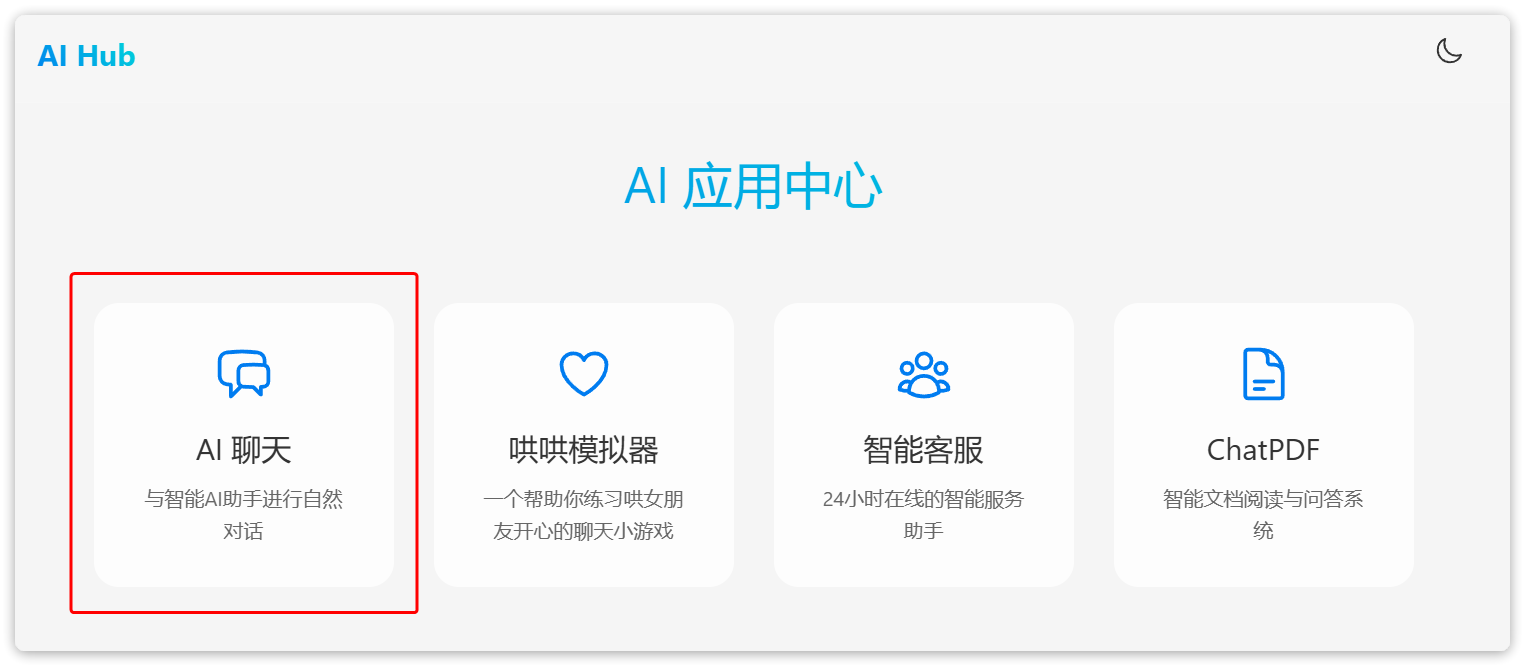 AI Hub
AI 应用中心
AI 聊天
与智能AI助手进行自然
对话
哄哄模拟器
一个帮助你练习哄女朋
友开心的聊天小游戏
智能客服
24小时在线的智能服务
助手
ChatPDF
智能文档阅读与问答系
统